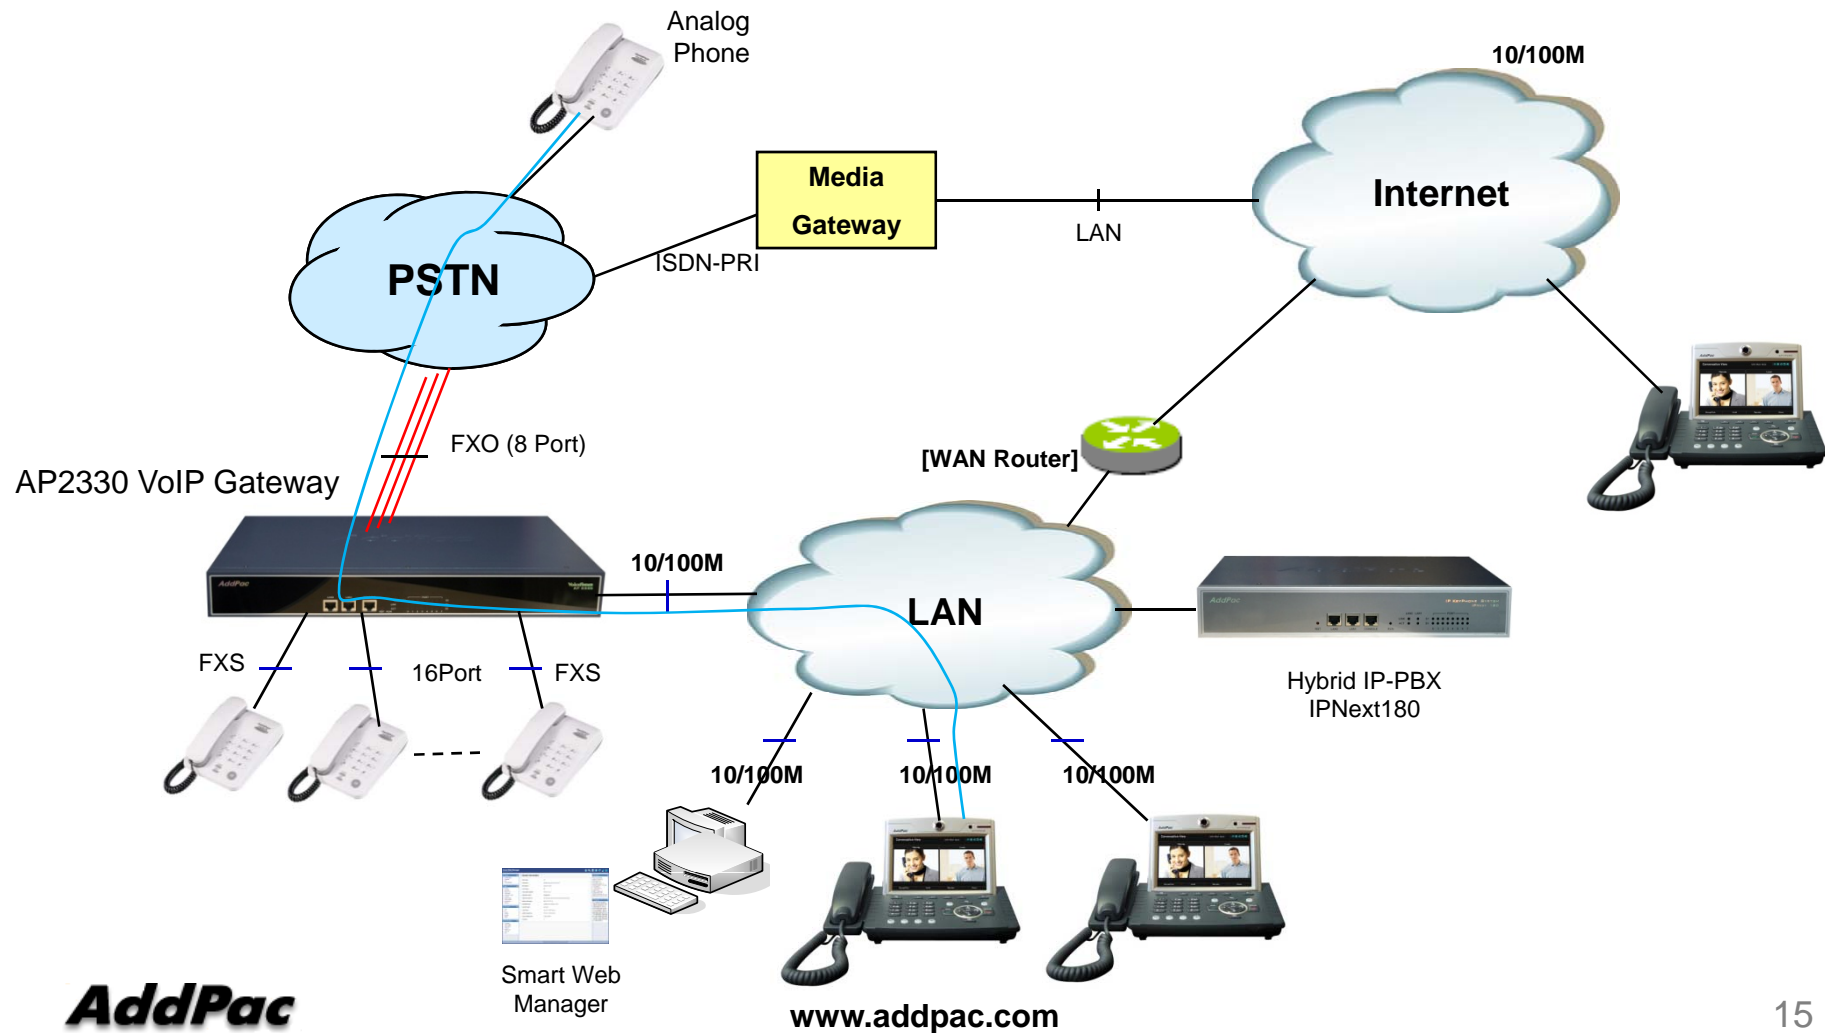 Analog
Phone
10/100M
Media
Gateway
Internet
LAN
ISDN-PRI
PSTN
FXO (8 Port)
[WAN Router]
AP2330 VoIP Gateway
10/100M
AddPac
LAN
AddPac
FXS
16Port
FXS
Hybrid IP-PBX
IPNext180
10/100M
10/100M
10/100M
Smart Web
Manager
AddPac
www.addpac.com
15